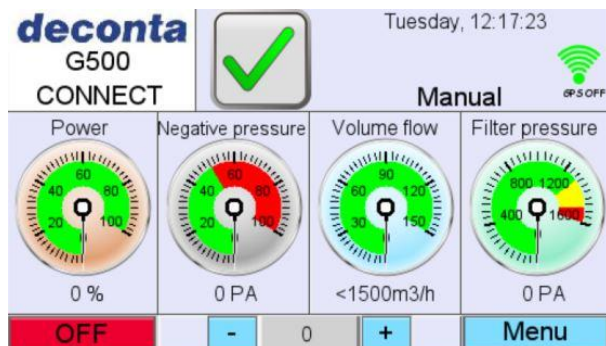 deconta
G500
CONNECT
Tuesday, 12:17:23
Manual
GPS OFF
Power
Negative pressure
Volume flow
Filter pressure
20 40 60 80 100
20 40 60 80 100
30 60 90 120 150
400 800 1200 1600
0 %
0 PA
<1500m3/h
0 PA
OFF
-
0
+
Menu